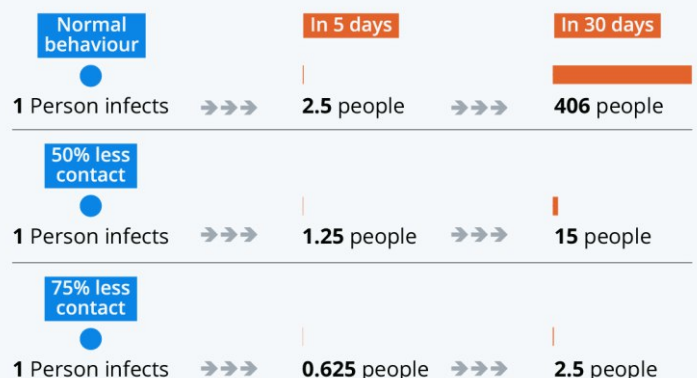 Normal
behaviour
In 5 days
In 30 days
1 Person infects
2.5 people
406 people
50% less
contact
1 Person infects
1.25 people
15 people
75% less
contact
1 Person infects
0.625 people
2.5 people